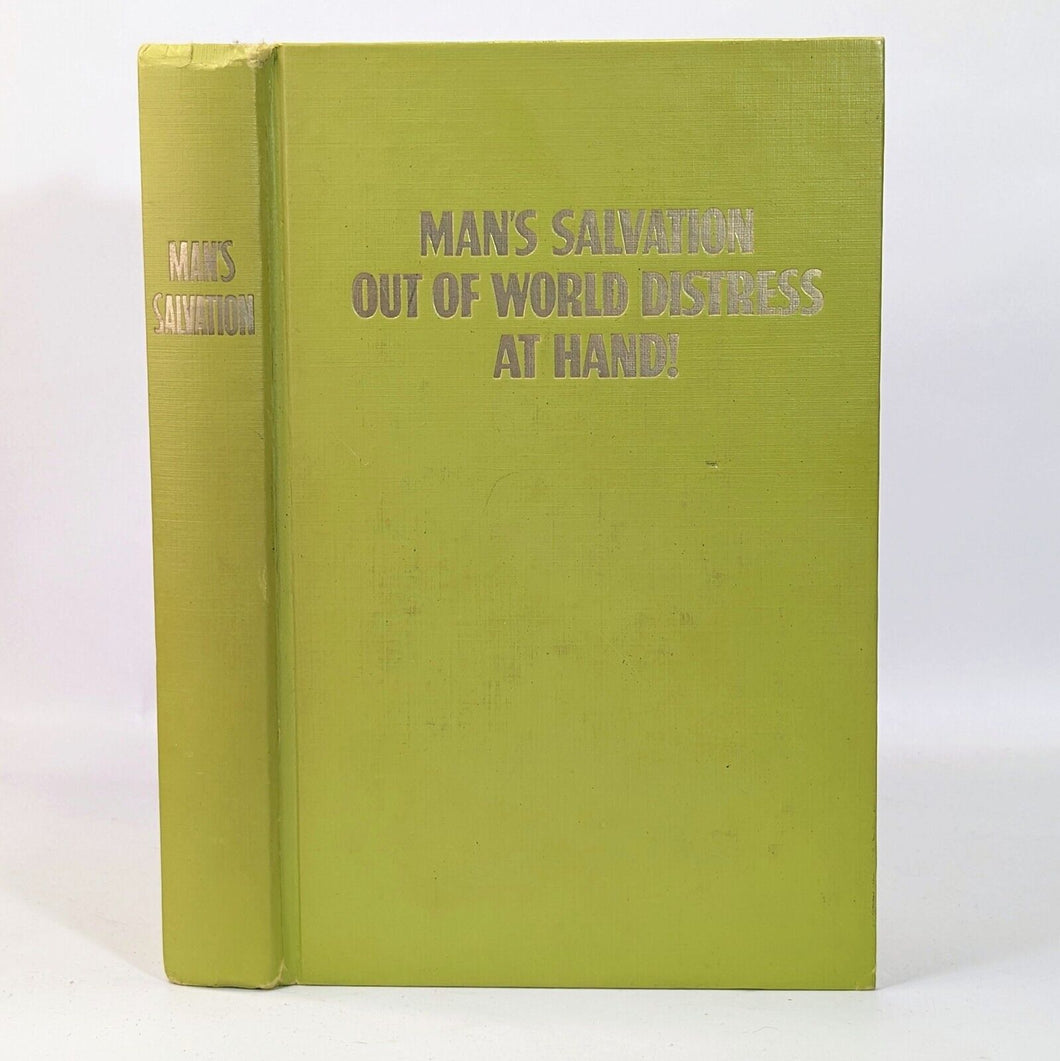 MAN'S
SALVATION
MAN'S SALVATION
OUT OF WORLD DISTRESS
AT HAND!